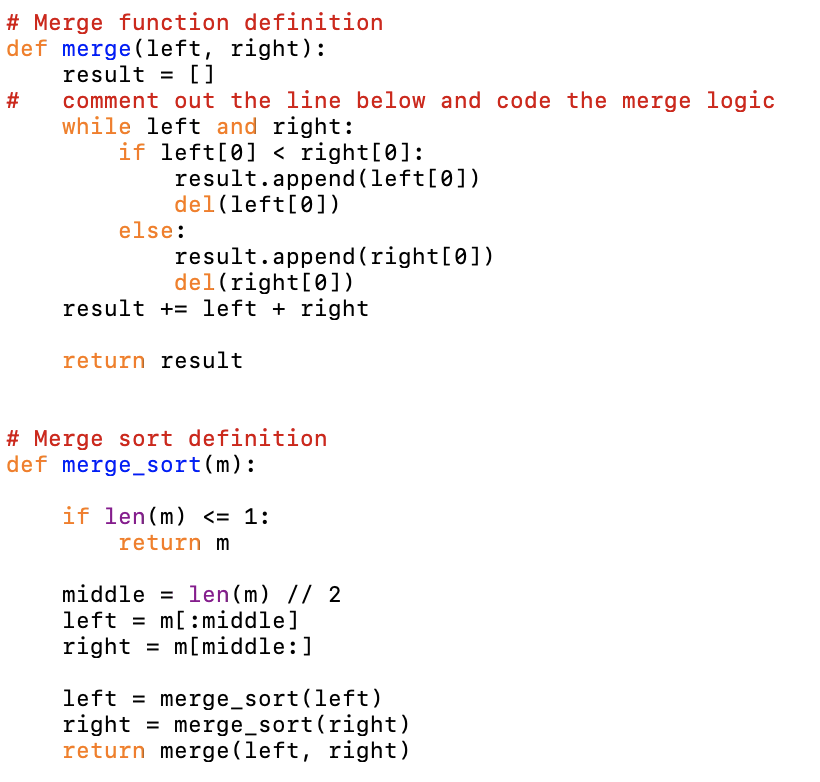 # Merge function definition
def merge(left, right):
    result = []
#   comment out the line below and code the merge logic
    while left and right:
        if left[0] < right[0]:
            result.append(left[0])
            del(left[0])
        else:
            result.append(right[0])
            del(right[0])
    result += left + right

    return result


# Merge sort definition
def merge_sort(m):

    if len(m) <= 1:
        return m

    middle = len(m) // 2
    left = m[:middle]
    right = m[middle:]

    left = merge_sort(left)
    right = merge_sort(right)
    return merge(left, right)